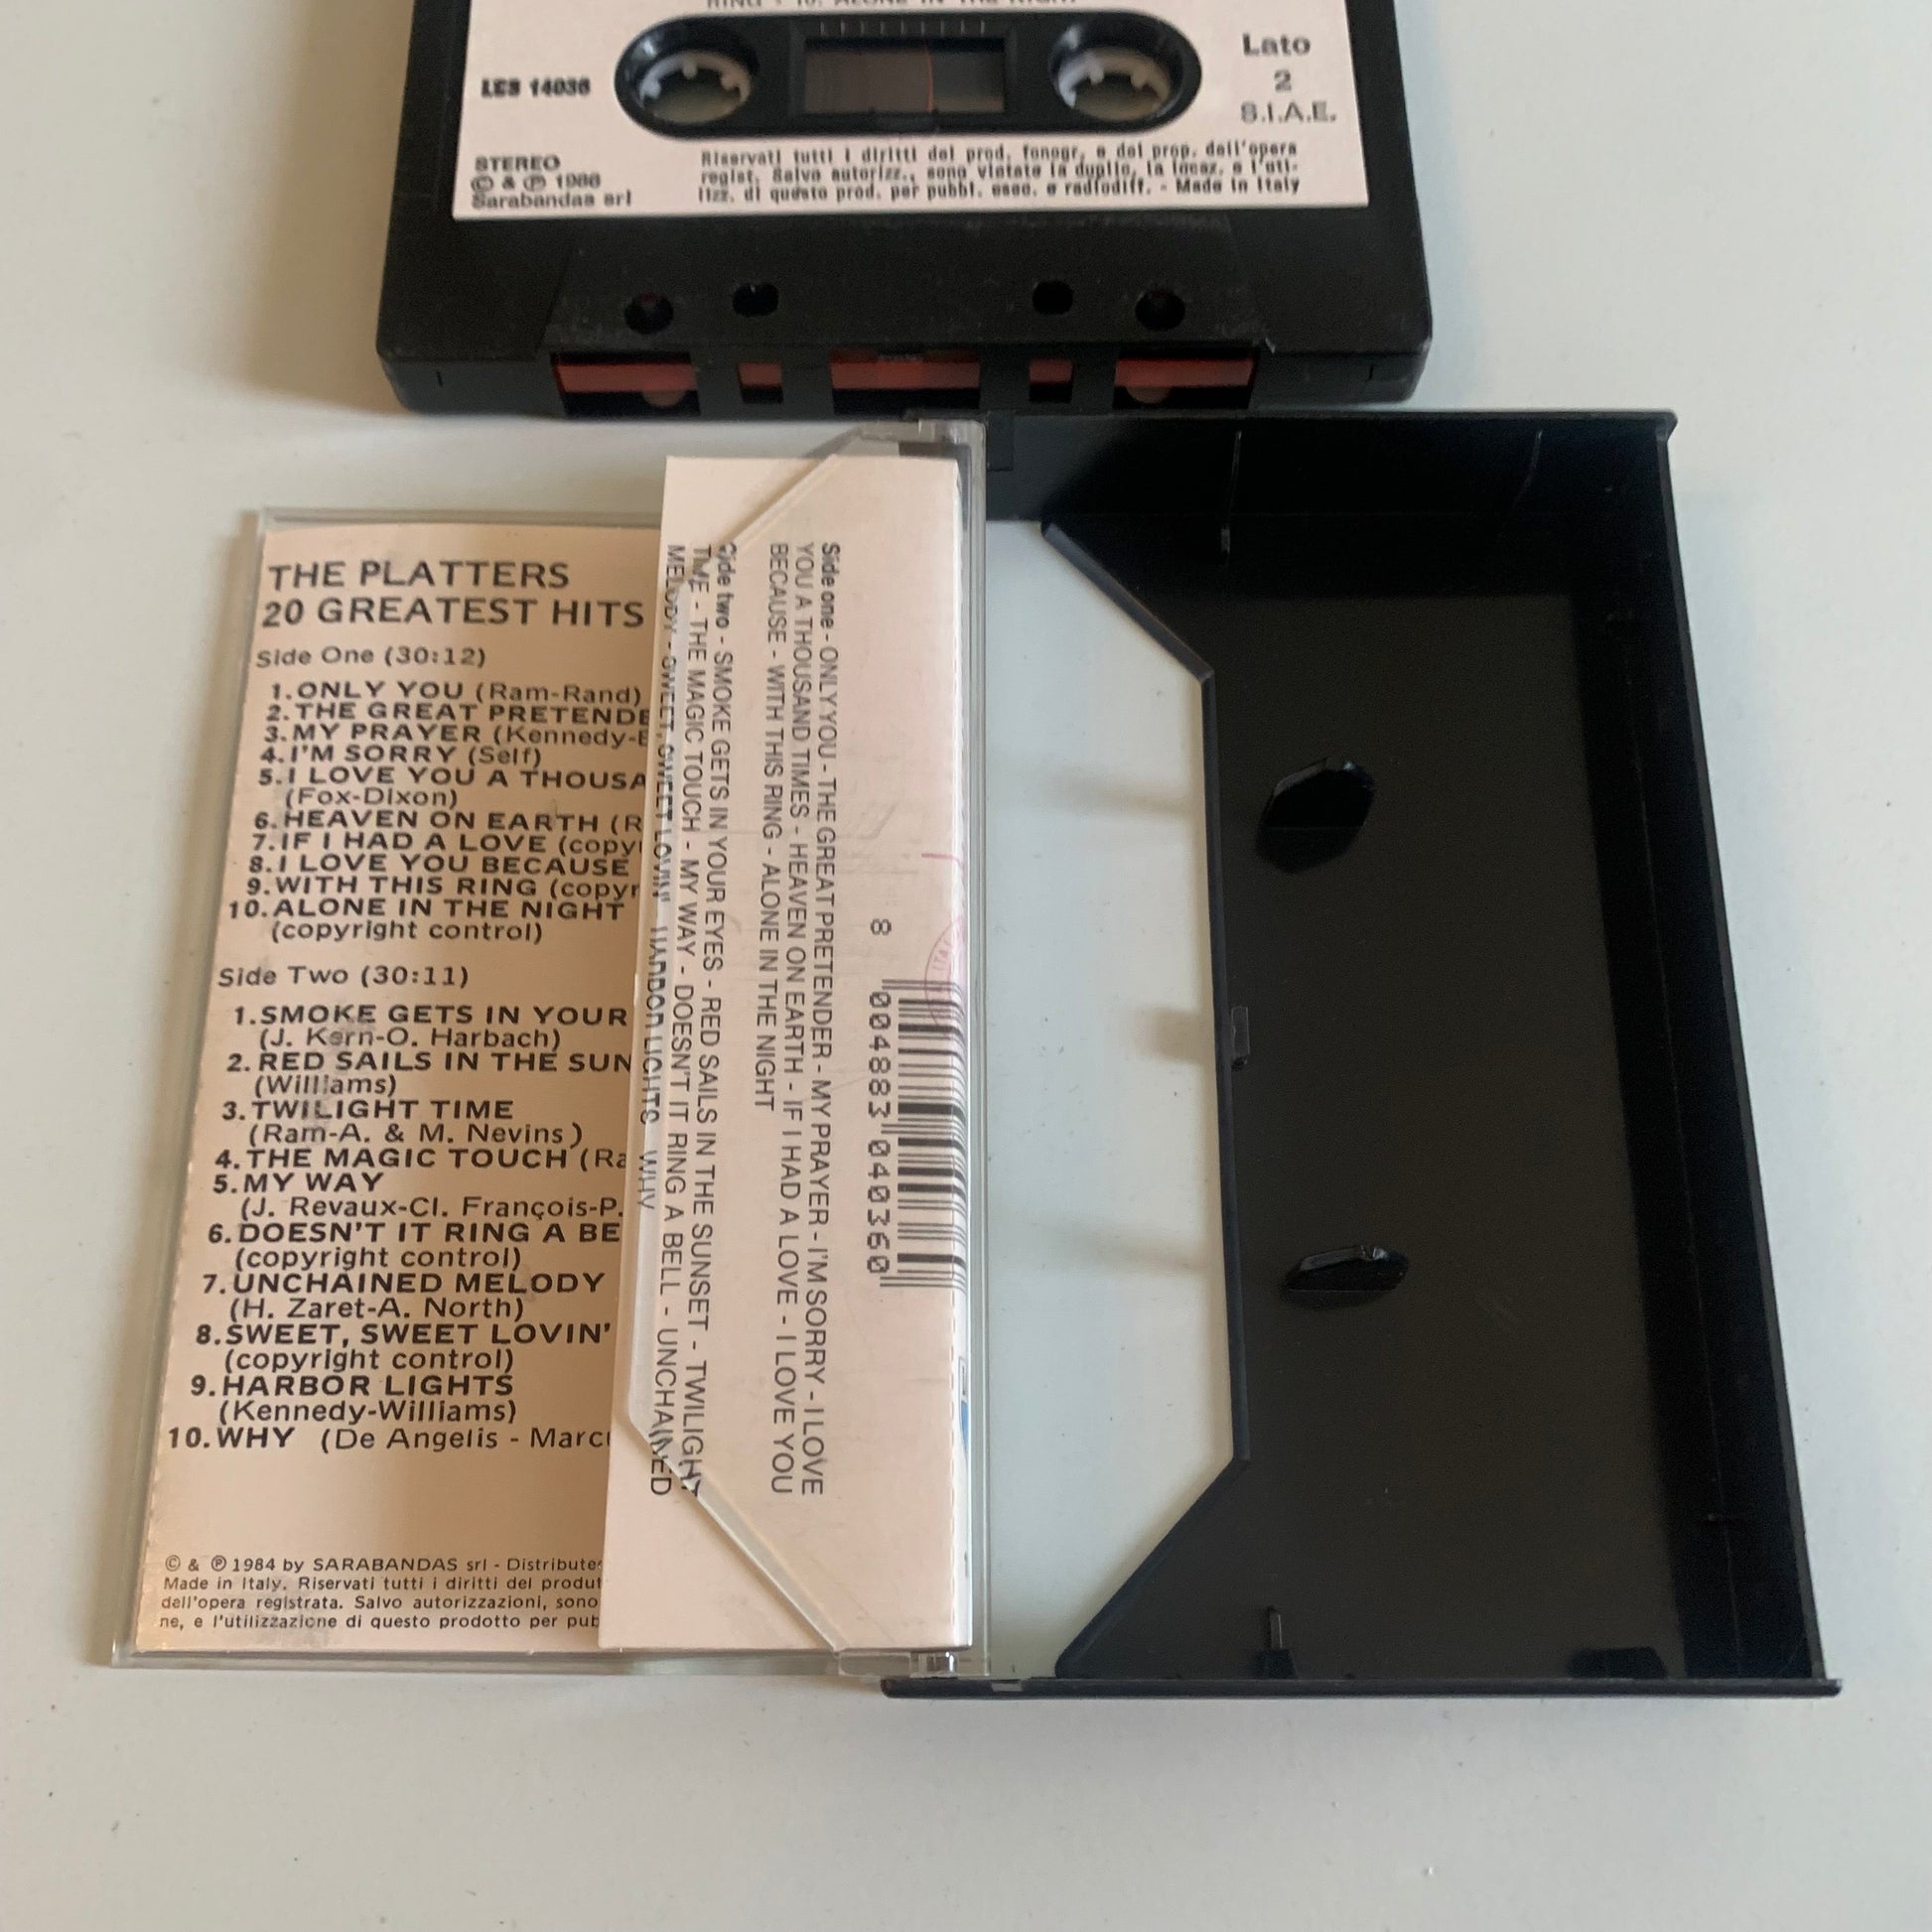 RING - 10. ALONE IN THE NIGHT
LES 14036
Lato
2
S.I.A.E.
STEREO
© & ℗ 1986
Sarabandas srl
Riservati tutti i diritti del prod. fonogr. e del prop. dell'opera
regist. Salvo autorizz., sono vietate la duplic. la locaz. e l'uti-
lizz. di questo prod. per pubbl. esec. e radiodiff. - Made in Italy
THE PLATTERS
20 GREATEST HITS
Side One (30:12)
1. ONLY YOU (Ram-Rand)
2. THE GREAT PRETENDE
3. MY PRAYER (Kennedy-
4. I'M SORRY (Self)
5. I LOVE YOU A THOUSA
(Fox-Dixon)
6. HEAVEN ON EARTH (R
7. IF I HAD A LOVE (copy
8. I LOVE YOU BECAUSE
9. WITH THIS RING (copyr
10. ALONE IN THE NIGHT
(copyright control)
Side Two (30:11)
1. SMOKE GETS IN YOUR
(J. Kern-O. Harbach)
2. RED SAILS IN THE SUN
(Williams)
3. TWILIGHT TIME
(Ram-A. & M. Nevins)
4. THE MAGIC TOUCH (Ra
5. MY WAY
(J. Revaux-Cl. François-P.
6. DOESN'T IT RING A BE
(copyright control)
7. UNCHAINED MELODY
(H. Zaret-A. North)
8. SWEET, SWEET LOVIN'
(copyright control)
9. HARBOR LIGHTS
(Kennedy-Williams)
10. WHY (De Angelis - Marc
© & ℗ 1984 by SARABANDAS srl - Distribute
Made in Italy. Riservati tutti i diritti del produt
dell'opera registrata. Salvo autorizzazioni, sono
ne, e l'utilizzazione di questo prodotto per pub
Side one - ONLY YOU - THE GREAT PRETENDER - MY PRAYER - I'M SORRY - I LOVE
YOU A THOUSAND TIMES - HEAVEN ON EARTH - IF I HAD A LOVE - I LOVE YOU
BECAUSE - WITH THIS RING - ALONE IN THE NIGHT
Side two - SMOKE GETS IN YOUR EYES - RED SAILS IN THE SUNSET - TWILIGHT
TIME - THE MAGIC TOUCH - MY WAY - DOESN'T IT RING A BELL - UNCHAINED
MELODY - SWEET, SWEET LOVIN' HARBOR LIGHTS WHY
8 004883 040360